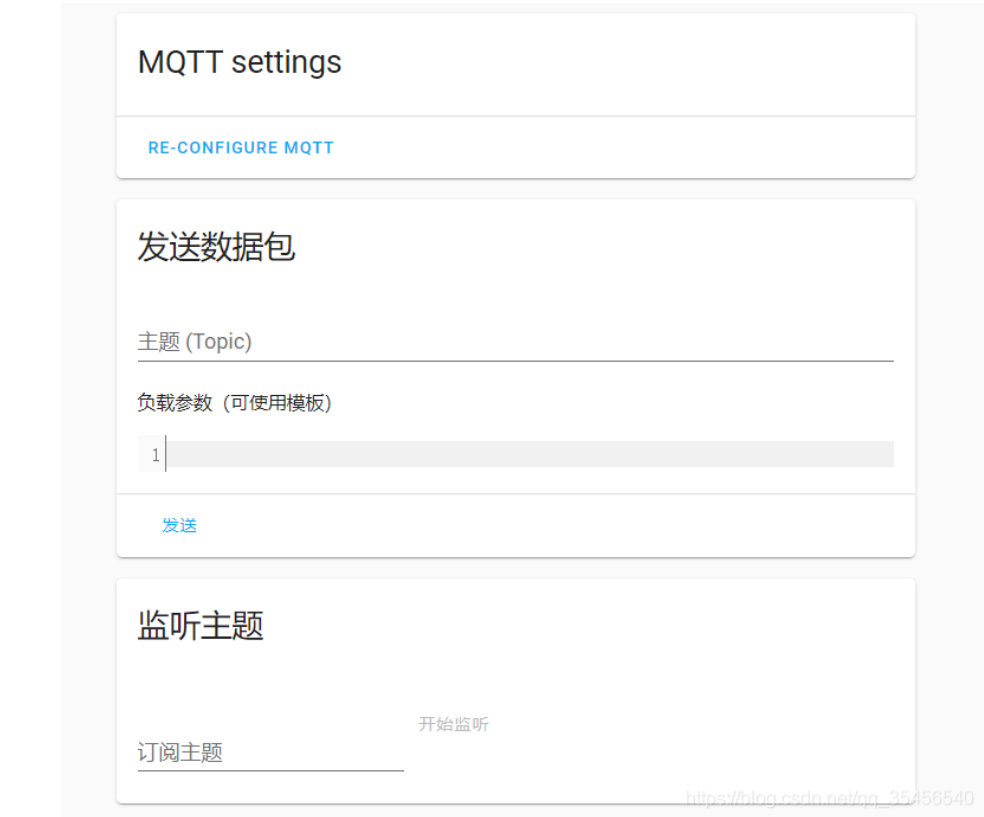 MQTT settings
RE-CONFIGURE MQTT
发送数据包
主题 (Topic)
负载参数（可使用模板）
1
发送
监听主题
开始监听
订阅主题
https://blog.csdn.net/qq_35456540